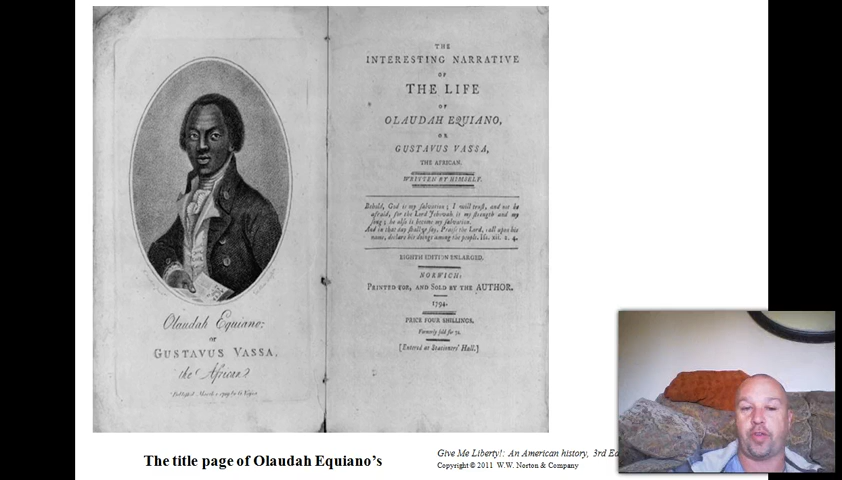 Olaudah Equiano;
or
GUSTAVUS VASSA,
the African
THE
INTERESTING NARRATIVE
OF
THE LIFE
OF
OLAUDAH EQUIANO,
OR
GUSTAVUS VASSA,
THE AFRICAN.
WRITTEN BY HIMSELF.
Behold, God is my ſalvation; I will truſt, and not be
afraid, for the Lord Jehovah is my ſtrength and my
ſong; he alſo is become my ſalvation.
And in that day ſhall ye ſay, Praiſe the Lord, call upon his
name, declare his doings among the people. Iſa. xii. 2. 4.
EIGHTH EDITION ENLARGED.
NORWICH:
PRINTED FOR, AND SOLD BY THE AUTHOR.
1794.
PRICE FOUR SHILLINGS.
Formerly ſold for 5s.
[Entered at Stationers' Hall.]
The title page of Olaudah Equiano's
Give Me Liberty!: An American history, 3rd Ed
Copyright © 2011 W.W. Norton & Company